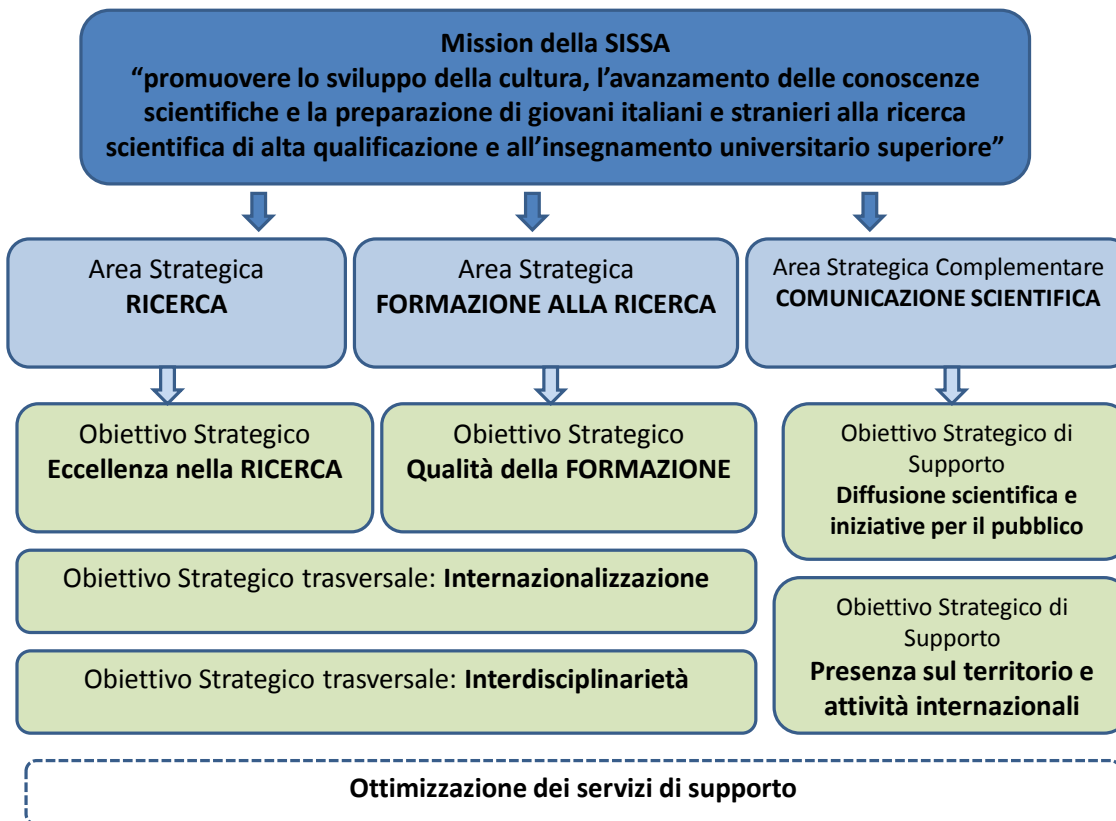 Mission della SISSA
“promuovere lo sviluppo della cultura, l’avanzamento delle conoscenze
scientifiche e la preparazione di giovani italiani e stranieri alla ricerca
scientifica di alta qualificazione e all’insegnamento universitario superiore”
Area Strategica
RICERCA
Area Strategica
FORMAZIONE ALLA RICERCA
Area Strategica Complementare
COMUNICAZIONE SCIENTIFICA
Obiettivo Strategico
Eccellenza nella RICERCA
Obiettivo Strategico
Qualità della FORMAZIONE
Obiettivo Strategico di
Supporto
Diffusione scientifica e
iniziative per il pubblico
Obiettivo Strategico trasversale: Internazionalizzazione
Obiettivo Strategico trasversale: Interdisciplinarietà
Obiettivo Strategico di
Supporto
Presenza sul territorio e
attività internazionali
Ottimizzazione dei servizi di supporto